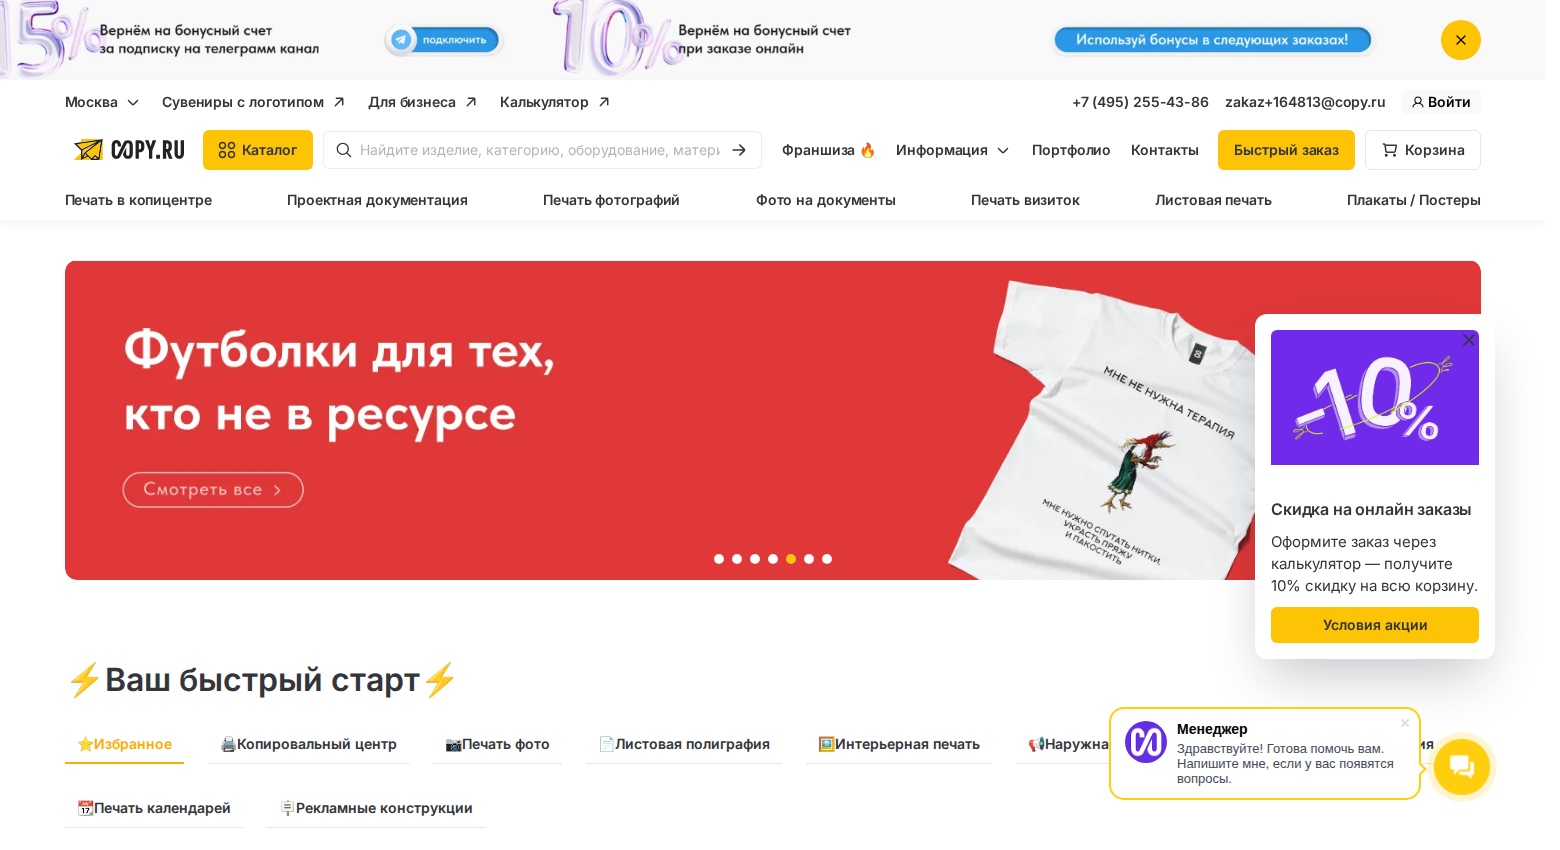 15%
Вернём на бонусный счет
за подписку на телеграмм канал
подключить
10%
Вернём на бонусный счет
при заказе онлайн
Используй бонусы в следующих заказах!
Москва
Сувениры с логотипом
Для бизнеса
Калькулятор
+7 (495) 255-43-86
zakaz+164813@copy.ru
Войти
COPY.RU
Каталог
Найдите изделие, категорию, оборудование, матери
Франшиза 🔥
Информация
Портфолио
Контакты
Быстрый заказ
Корзина
Печать в копицентре
Проектная документация
Печать фотографий
Фото на документы
Печать визиток
Листовая печать
Плакаты / Постеры
Футболки для тех,
кто не в ресурсе
Смотреть все
МНЕ НЕ НУЖНА ТЕРАПИЯ
МНЕ НУЖНО СПУТАТЬ НИТКИ,
УКРАСТЬ ПРЯЖУ
И ПАКОСТИТЬ
-10%
Скидка на онлайн заказы
Оформите заказ через
калькулятор — получите
10% скидку на всю корзину.
Условия акции
⚡Ваш быстрый старт⚡
⭐Избранное
🖨️Копировальный центр
📷Печать фото
📄Листовая полиграфия
🖼️Интерьерная печать
📢Наружна
Менеджер
Здравствуйте! Готова помочь вам.
Напишите мне, если у вас появятся
вопросы.
📆Печать календарей
🪧Рекламные конструкции